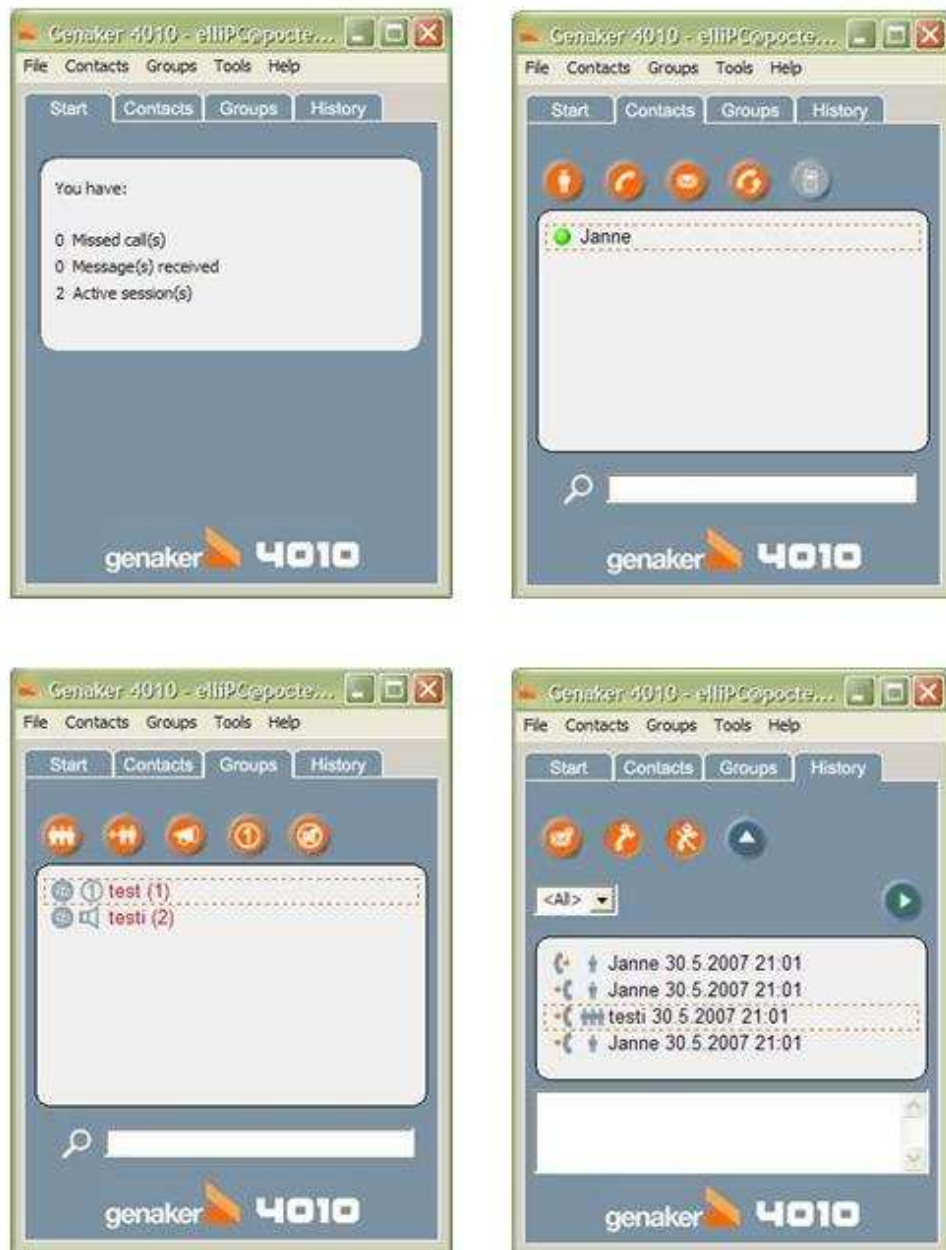 Genaker 4010 - elliPC@pocte...
File Contacts Groups Tools Help
Start Contacts Groups History
You have:
0 Missed call(s)
0 Message(s) received
2 Active session(s)
genaker 4010
Genaker 4010 - elliPC@pocte...
File Contacts Groups Tools Help
Start Contacts Groups History
Janne
genaker 4010
Genaker 4010 - elliPC@pocte...
File Contacts Groups Tools Help
Start Contacts Groups History
1
1 test (1)
testi (2)
genaker 4010
Genaker 4010 - elliPC@pocte...
File Contacts Groups Tools Help
Start Contacts Groups History
<All>
Janne 30.5.2007 21:01
Janne 30.5.2007 21:01
testi 30.5.2007 21:01
Janne 30.5.2007 21:01
genaker 4010